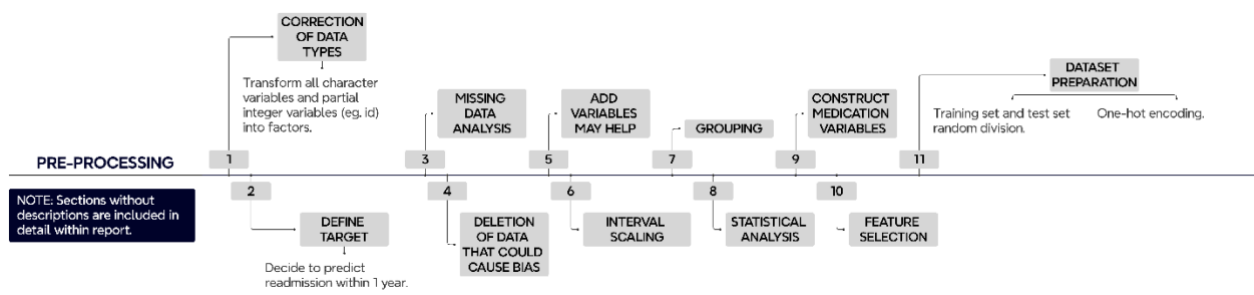 PRE-PROCESSING
NOTE: Sections without
descriptions are included in
detail within report.
1
CORRECTION
OF DATA
TYPES
Transform all character
variables and partial
integer variables (eg. id)
into factors.
2
DEFINE
TARGET
Decide to predict
readmission within 1 year.
3
MISSING
DATA
ANALYSIS
4
DELETION
OF DATA
THAT COULD
CAUSE BIAS
5
ADD
VARIABLES
MAY HELP
6
INTERVAL
SCALING
7
GROUPING
8
STATISTICAL
ANALYSIS
9
CONSTRUCT
MEDICATION
VARIABLES
10
FEATURE
SELECTION
11
DATASET
PREPARATION
Training set and test set
random division.
One-hot encoding.